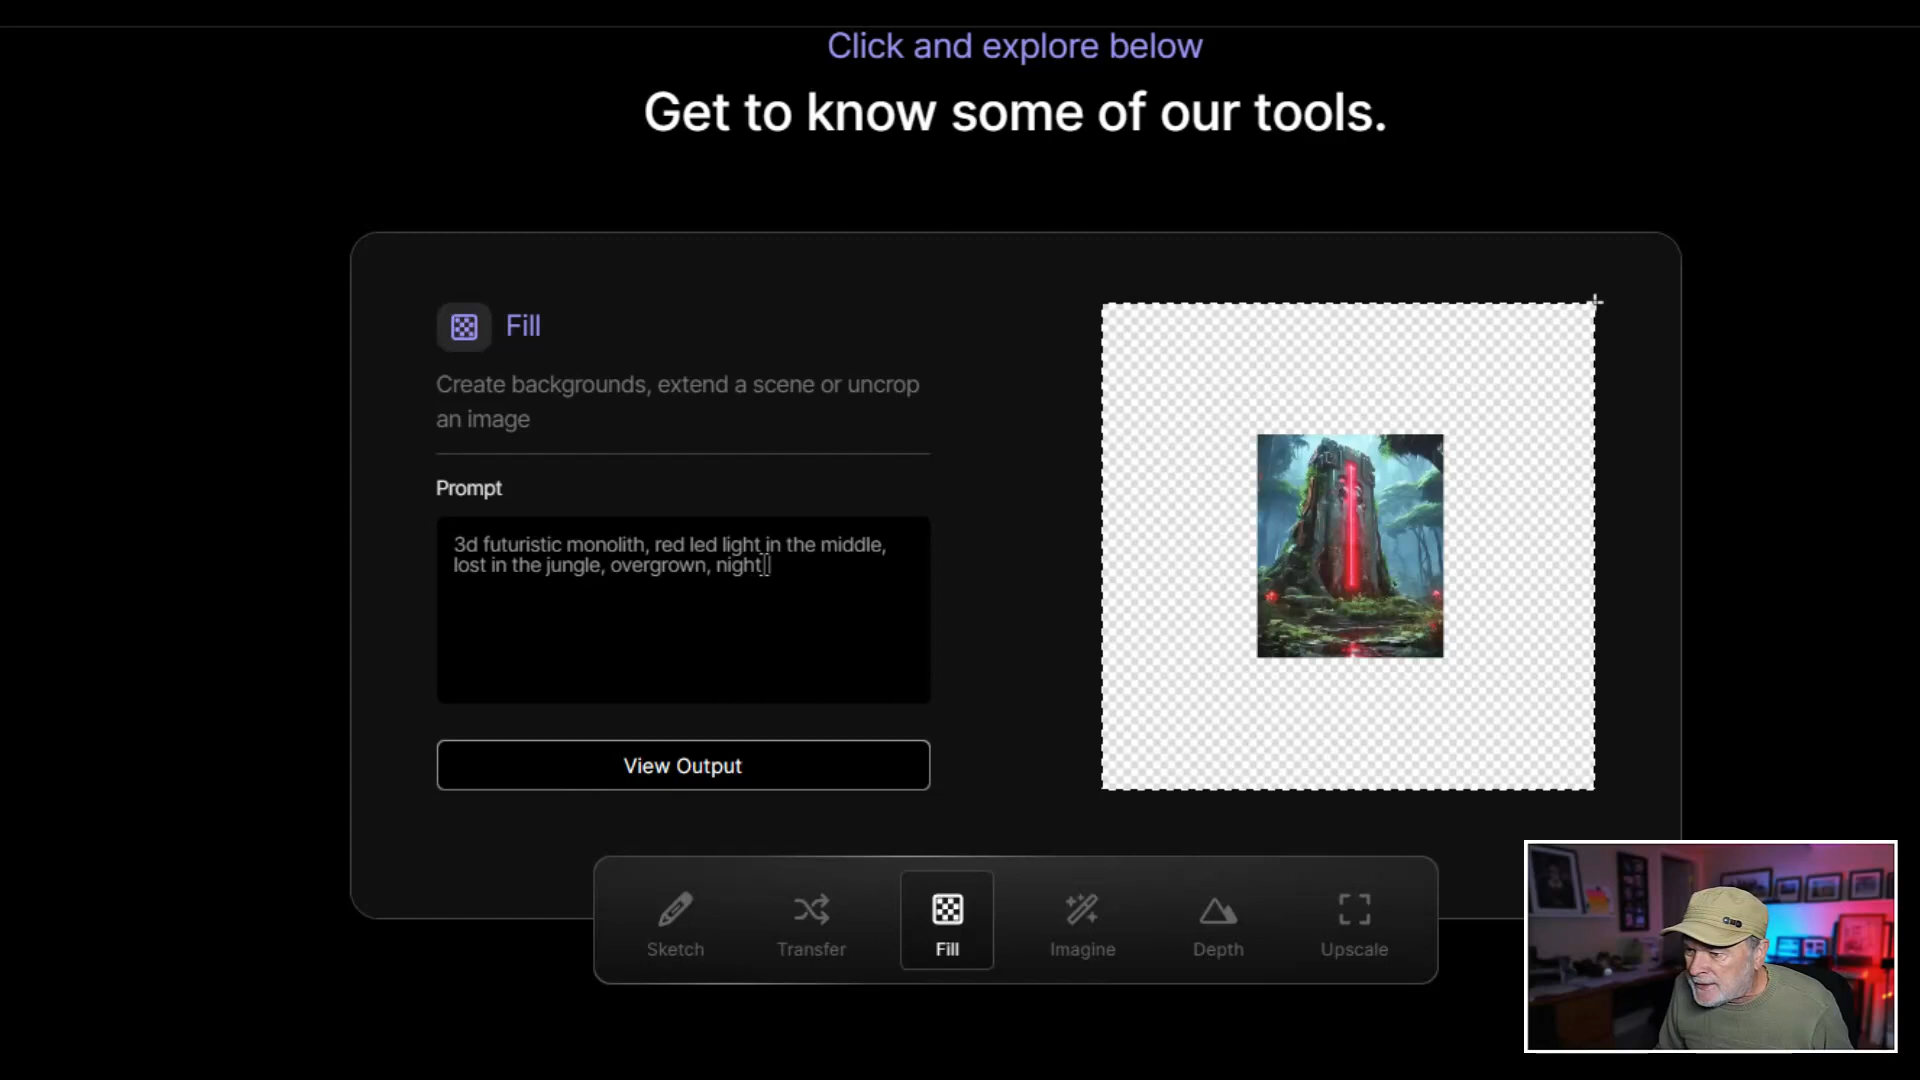 Click and explore below
Get to know some of our tools.
Fill
Create backgrounds, extend a scene or uncrop
an image
Prompt
3d futuristic monolith, red led light in the middle,
lost in the jungle, overgrown, night
View Output
Sketch
Transfer
Fill
Imagine
Depth
Upscale